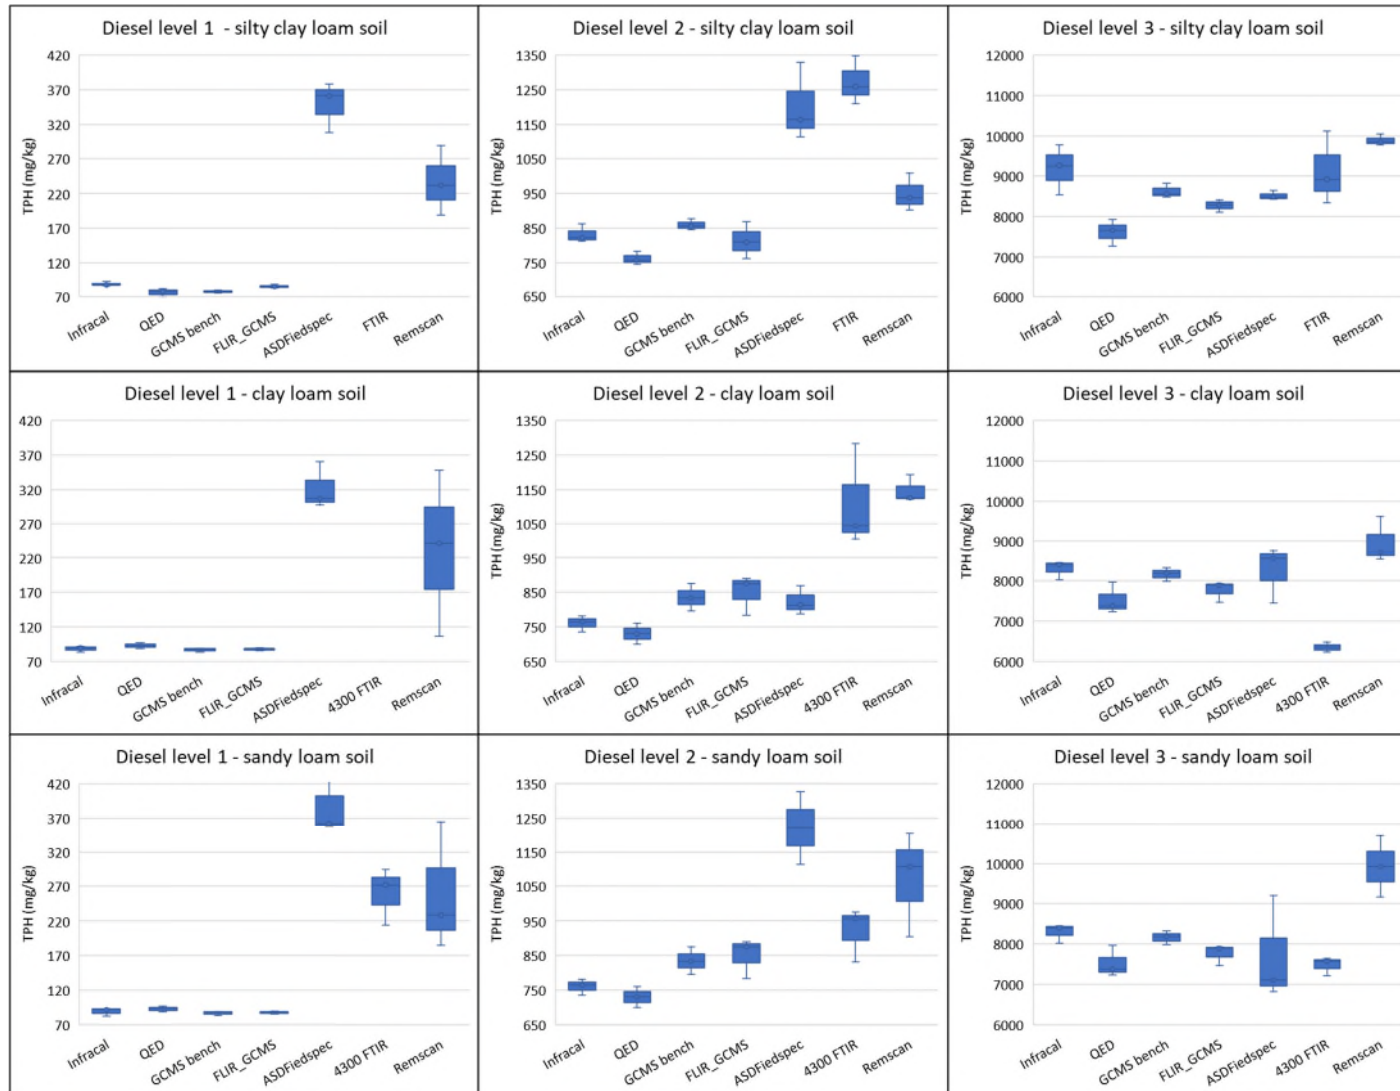 Diesel level 1 - silty clay loam soil
TPH (mg/kg)
420
370
320
270
220
170
120
70
Infracal
QED
GCMS bench
FLIR_GCMS
ASDFiedspec
FTIR
Remscan
Diesel level 2 - silty clay loam soil
TPH (mg/kg)
1350
1250
1150
1050
950
850
750
650
Infracal
QED
GCMS bench
FLIR_GCMS
ASDFiedspec
FTIR
Remscan
Diesel level 3 - silty clay loam soil
TPH (mg/kg)
12000
11000
10000
9000
8000
7000
6000
Infracal
QED
GCMS bench
FLIR_GCMS
ASDFiedspec
FTIR
Remscan
Diesel level 1 - clay loam soil
TPH (mg/kg)
420
370
320
270
220
170
120
70
Infracal
QED
GCMS bench
FLIR_GCMS
ASDFiedspec
4300 FTIR
Remscan
Diesel level 2 - clay loam soil
TPH (mg/kg)
1350
1250
1150
1050
950
850
750
650
Infracal
QED
GCMS bench
FLIR_GCMS
ASDFiedspec
4300 FTIR
Remscan
Diesel level 3 - clay loam soil
TPH (mg/kg)
12000
11000
10000
9000
8000
7000
6000
Infracal
QED
GCMS bench
FLIR_GCMS
ASDFiedspec
4300 FTIR
Remscan
Diesel level 1 - sandy loam soil
TPH (mg/kg)
420
370
320
270
220
170
120
70
Infracal
QED
GCMS bench
FLIR_GCMS
ASDFiedspec
4300 FTIR
Remscan
Diesel level 2 - sandy loam soil
TPH (mg/kg)
1350
1250
1150
1050
950
850
750
650
Infracal
QED
GCMS bench
FLIR_GCMS
ASDFiedspec
4300 FTIR
Remscan
Diesel level 3 - sandy loam soil
TPH (mg/kg)
12000
11000
10000
9000
8000
7000
6000
Infracal
QED
GCMS bench
FLIR_GCMS
ASDFiedspec
4300 FTIR
Remscan